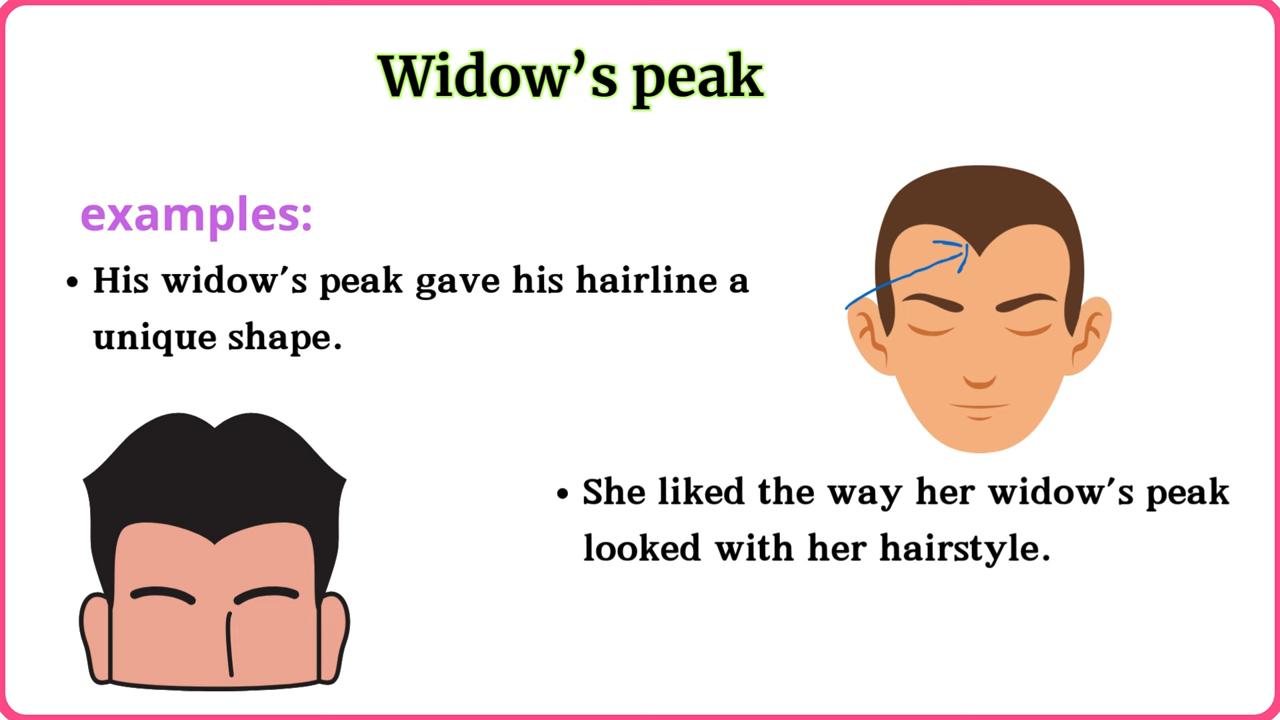 Widow’s peak
examples:
• His widow's peak gave his hairline a
unique shape.
• She liked the way her widow's peak
looked with her hairstyle.